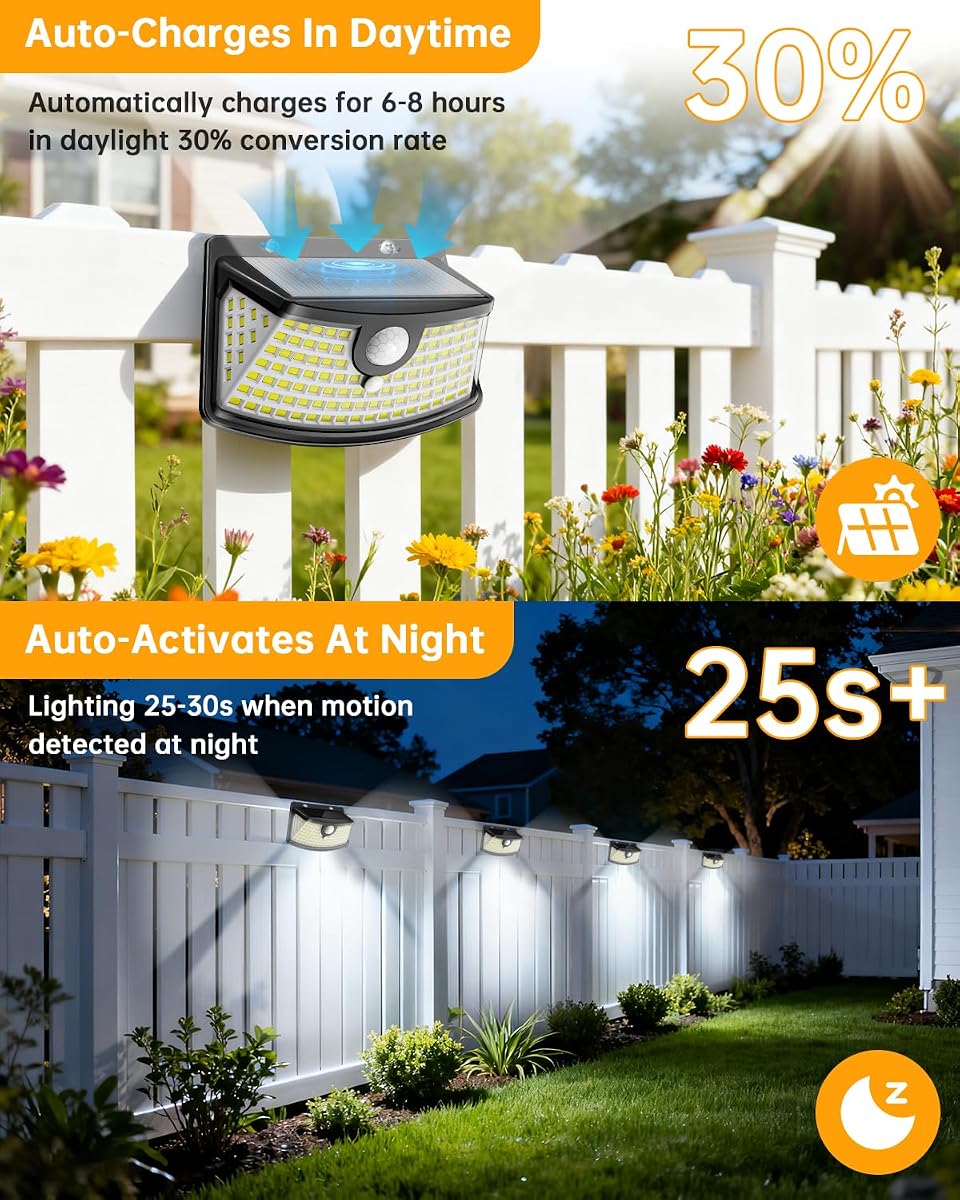 Auto-Charges In Daytime
30%
Automatically charges for 6-8 hours
in daylight 30% conversion rate
Auto-Activates At Night
25s+
Lighting 25-30s when motion
detected at night
z